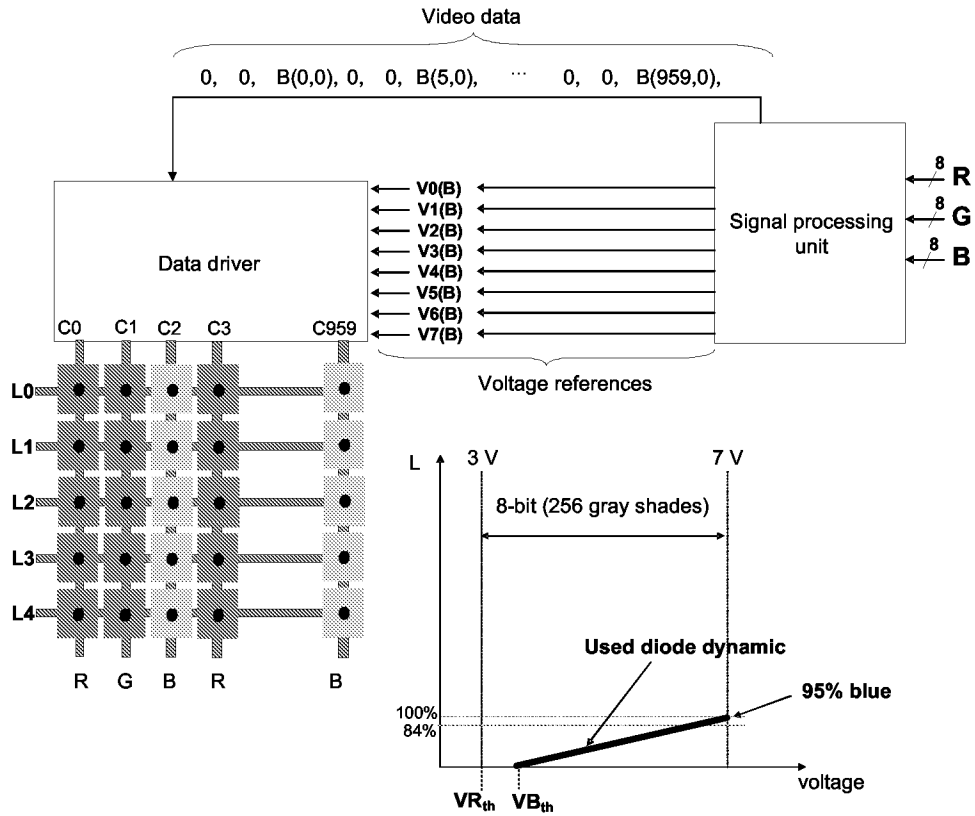 Video data
0, 0, B(0,0), 0, 0, B(5,0), ... 0, 0, B(959,0),
8
R
8
G
8
B
Signal processing
unit
V0(B)
V1(B)
V2(B)
V3(B)
V4(B)
V5(B)
V6(B)
V7(B)
Data driver
C0 C1 C2 C3 C959
Voltage references
L0
L1
L2
L3
L4
R G B R B
L 3 V 7 V
8-bit (256 gray shades)
Used diode dynamic
95% blue
100%
84%
voltage
VRth VBth